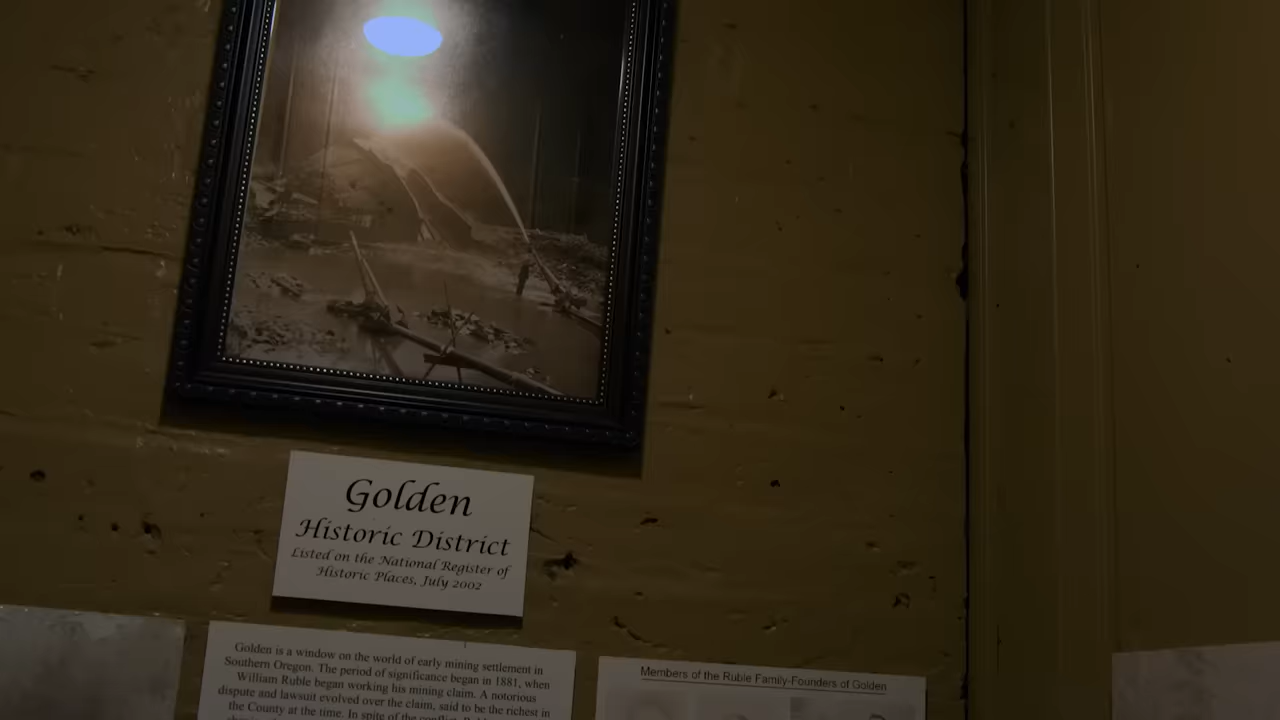 Golden
Historic District
Listed on the National Register of
Historic Places, July 2002
Golden is a window on the world of early mining settlement in
Southern Oregon. The period of significance began in 1881, when
William Ruble began working his mining claim. A notorious
dispute and lawsuit evolved over the claim, said to be the richest in
the County at the time. In spite of the
Members of the Ruble Family-Founders of Golden